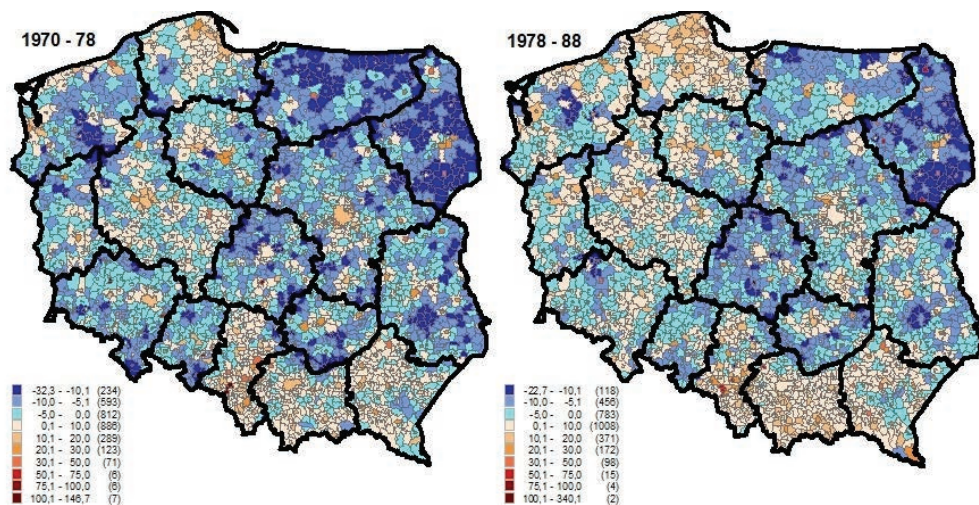 1970 - 78
-32,3 - -10,1 (234)
-10,0 - -5,1 (593)
-5,0 - 0,0 (812)
0,1 - 10,0 (886)
10,1 - 20,0 (289)
20,1 - 30,0 (123)
30,1 - 50,0 (71)
50,1 - 75,0 (6)
75,1 - 100,0 (6)
100,1 - 146,7 (7)
1978 - 88
-22,7 - -10,1 (118)
-10,0 - -5,1 (456)
-5,0 - 0,0 (783)
0,1 - 10,0 (1008)
10,1 - 20,0 (371)
20,1 - 30,0 (172)
30,1 - 50,0 (98)
50,1 - 75,0 (15)
75,1 - 100,0 (4)
100,1 - 340,1 (2)